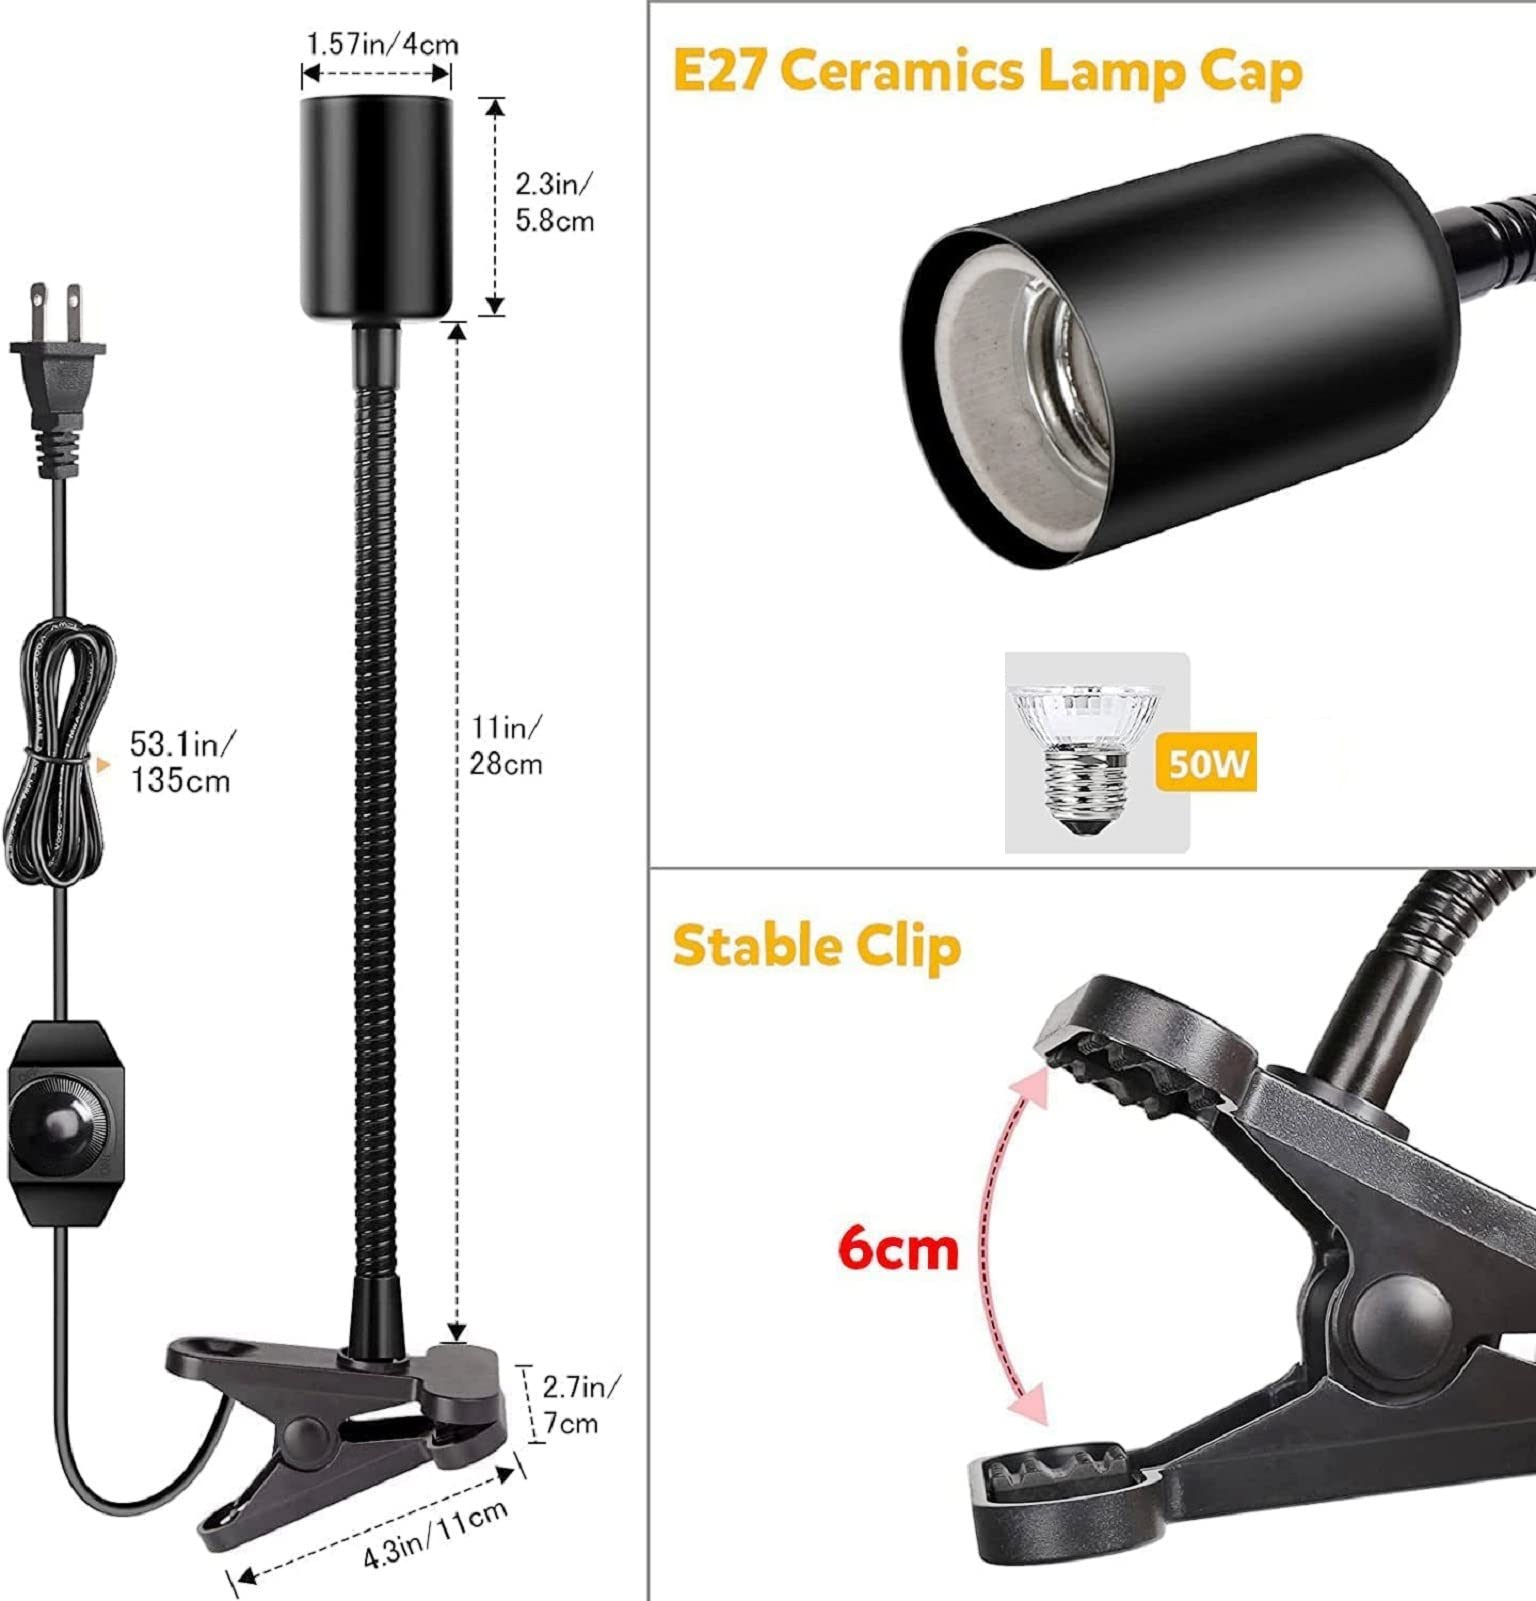 1.57in/4cm
2.3in/
5.8cm
53.1in/
135cm
11in/
28cm
2.7in/
7cm
4.3in/11cm
E27 Ceramics Lamp Cap
50W
Stable Clip
6cm